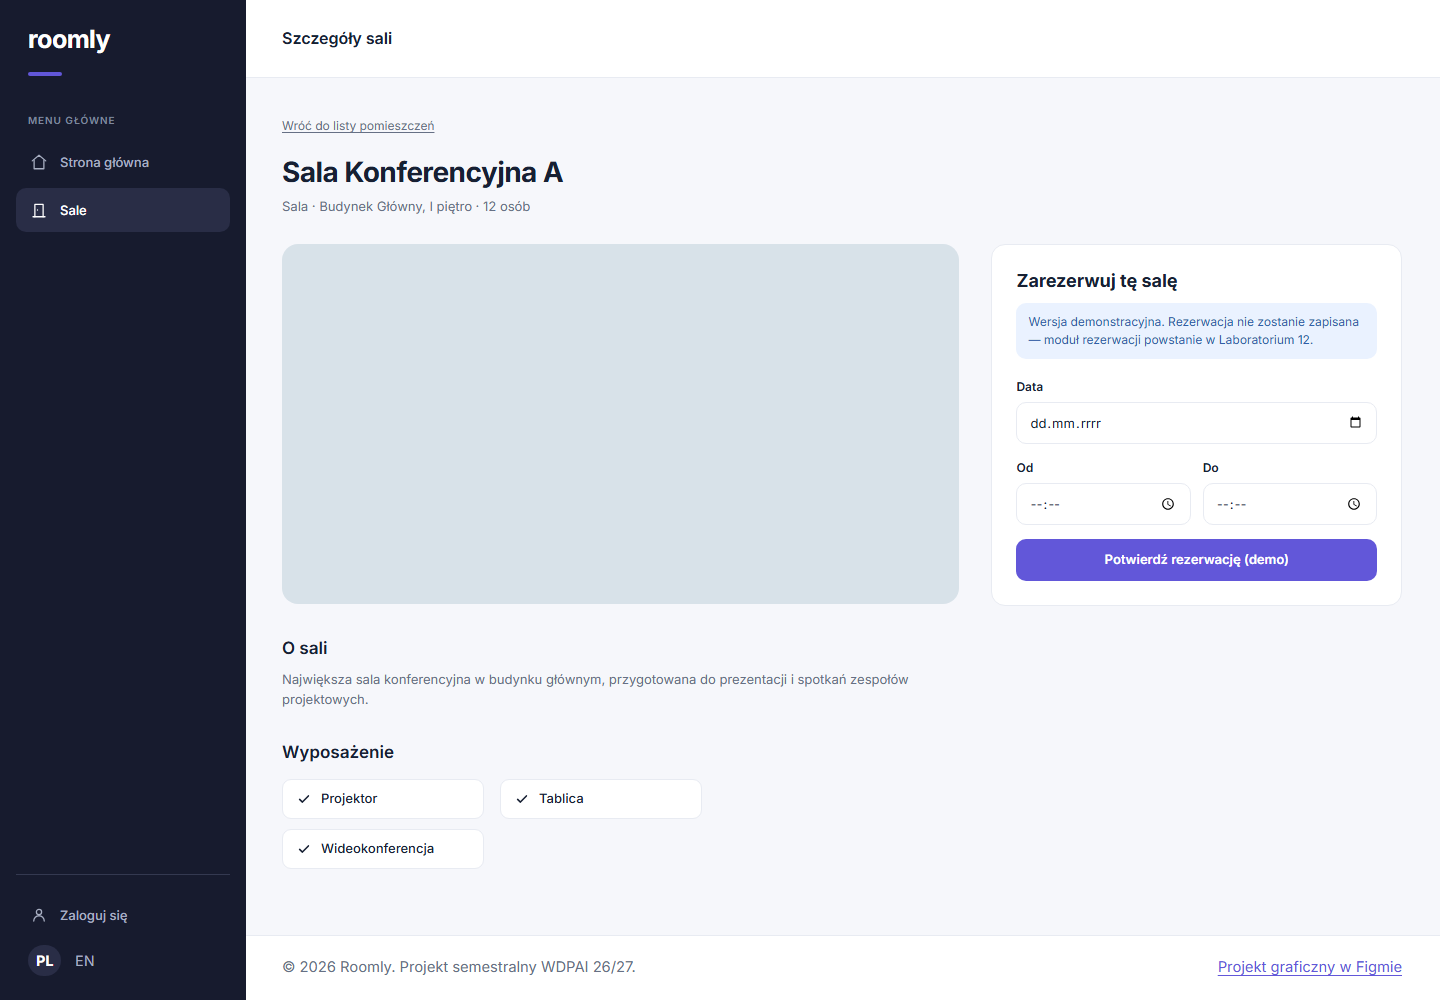 roomly
MENU GŁÓWNE
Strona główna
Sale
Zaloguj się
PL EN
Szczegóły sali
Wróć do listy pomieszczeń
Sala Konferencyjna A
Sala · Budynek Główny, I piętro · 12 osób
Zarezerwuj tę salę
Wersja demonstracyjna. Rezerwacja nie zostanie zapisana
— moduł rezerwacji powstanie w Laboratorium 12.
Data
dd.mm.rrrr
Od Do
--:-- --:--
Potwierdź rezerwację (demo)
O sali
Największa sala konferencyjna w budynku głównym, przygotowana do prezentacji i spotkań zespołów
projektowych.
Wyposażenie
Projektor Tablica
Wideokonferencja
© 2026 Roomly. Projekt semestralny WDPAI 26/27. Projekt graficzny w Figmie